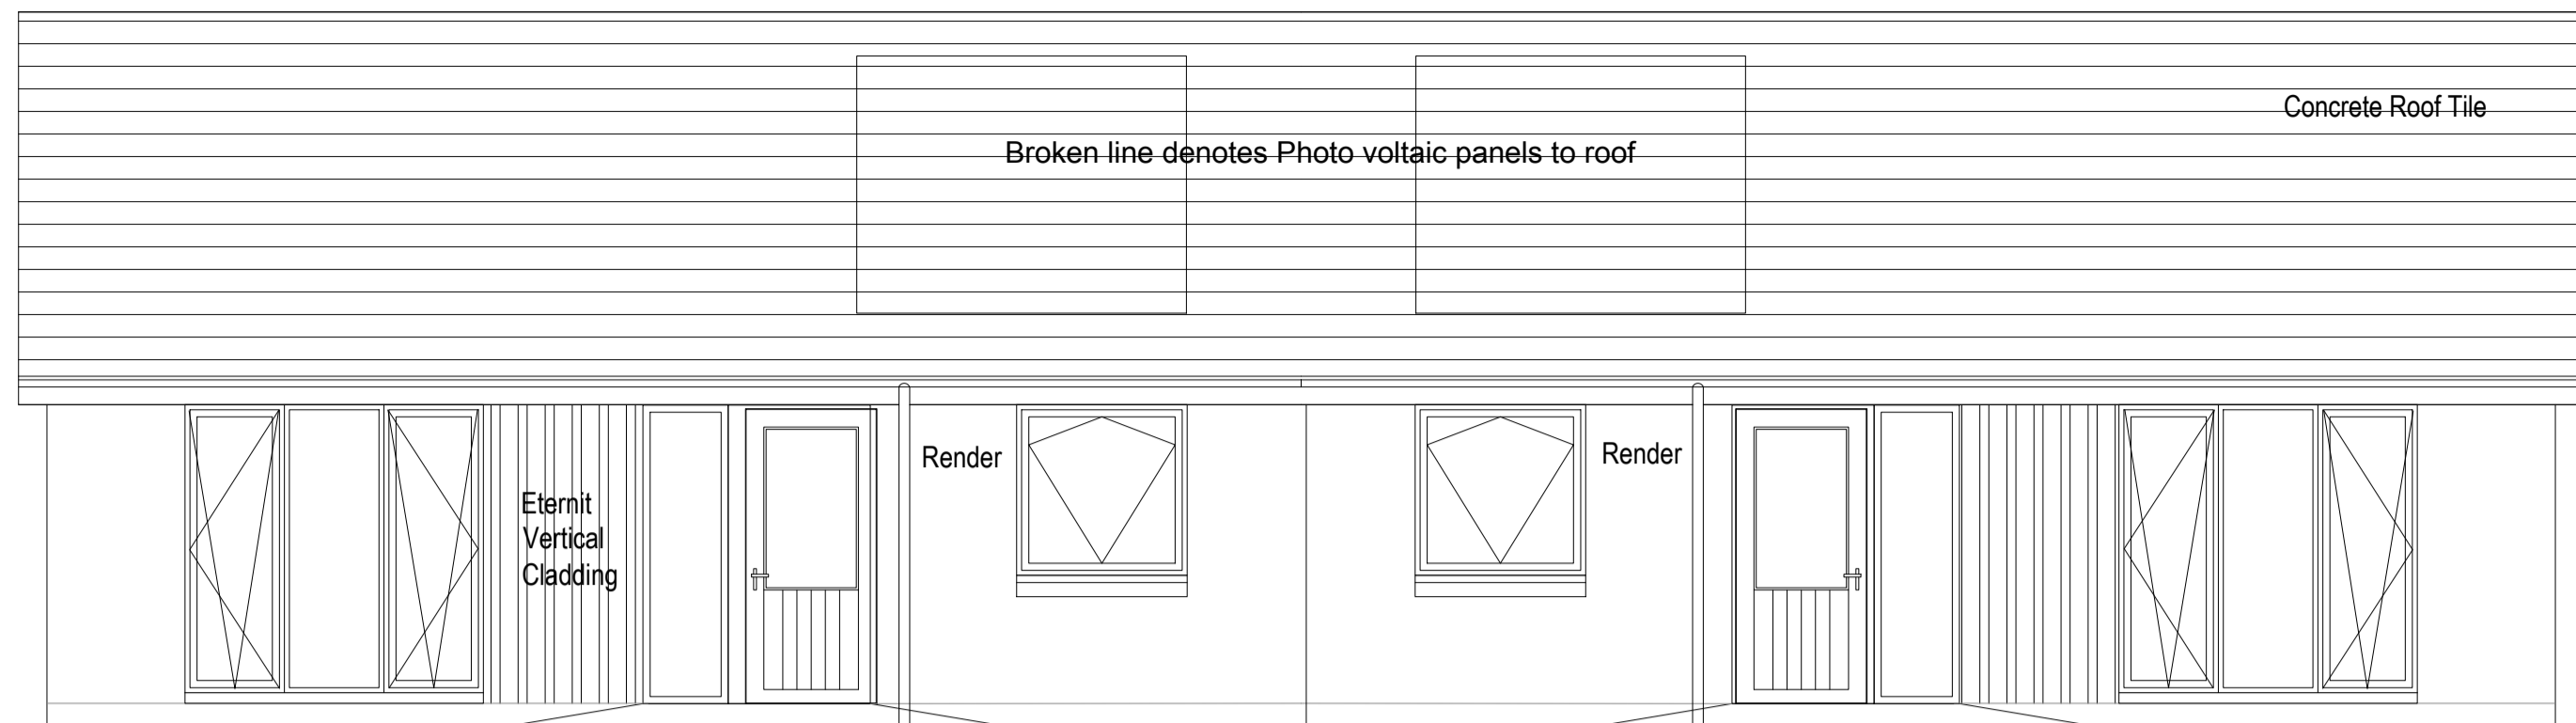 Concrete Roof Tile
Broken line denotes Photo voltaic panels to roof
Render
Render
Eternit
Vertical
Cladding